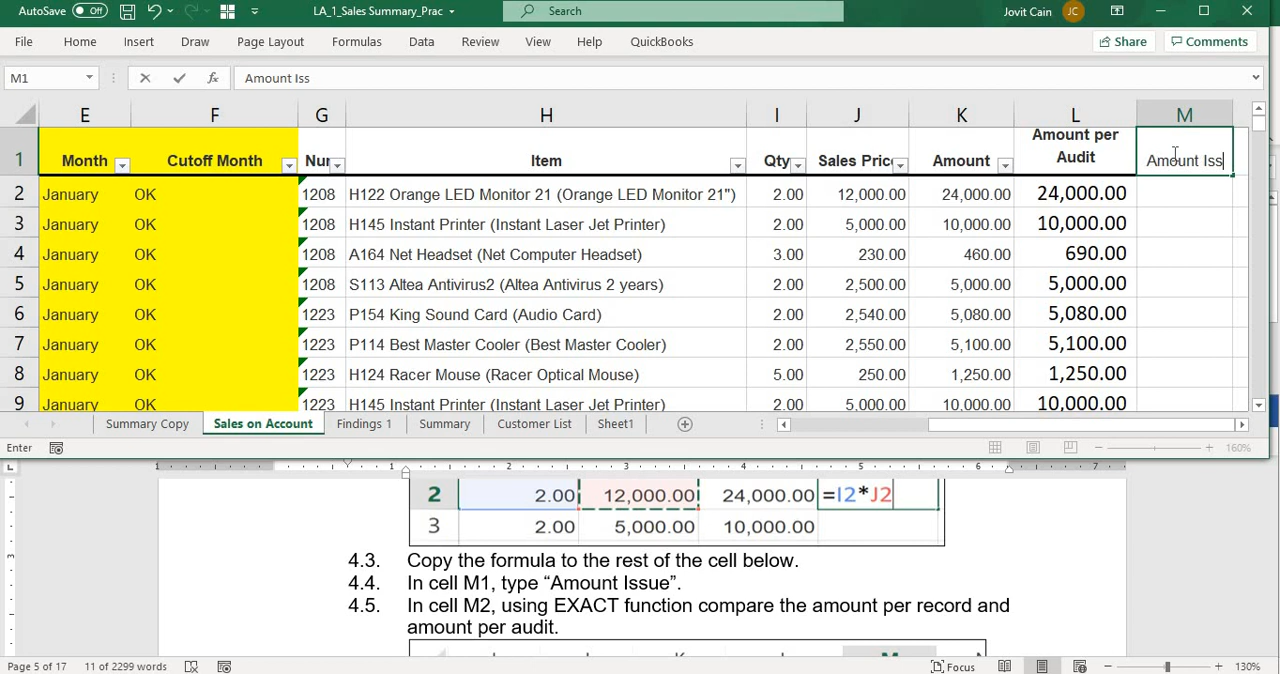 AutoSave Off LA_1_Sales Summary_Prac Search Jovit Cain JC
File Home Insert Draw Page Layout Formulas Data Review View Help QuickBooks Share Comments
M1 fx Amount Iss
E F G H I J K L M
1 Month Cutoff Month Nur Item Qty Sales Pric Amount Amount per Audit Amount Iss
2 January OK 1208 H122 Orange LED Monitor 21 (Orange LED Monitor 21") 2.00 12,000.00 24,000.00 24,000.00
3 January OK 1208 H145 Instant Printer (Instant Laser Jet Printer) 2.00 5,000.00 10,000.00 10,000.00
4 January OK 1208 A164 Net Headset (Net Computer Headset) 3.00 230.00 460.00 690.00
5 January OK 1208 S113 Altea Antivirus2 (Altea Antivirus 2 years) 2.00 2,500.00 5,000.00 5,000.00
6 January OK 1223 P154 King Sound Card (Audio Card) 2.00 2,540.00 5,080.00 5,080.00
7 January OK 1223 P114 Best Master Cooler (Best Master Cooler) 2.00 2,550.00 5,100.00 5,100.00
8 January OK 1223 H124 Racer Mouse (Racer Optical Mouse) 5.00 250.00 1,250.00 1,250.00
9 January OK 1223 H145 Instant Printer (Instant Laser Jet Printer) 2.00 5,000.00 10,000.00 10,000.00
Summary Copy Sales on Account Findings 1 Summary Customer List Sheet1
Enter 160%
1 1 2 3 4 5 6 7
2 2.00 12,000.00 24,000.00 =I2*J2
3 2.00 5,000.00 10,000.00
4.3. Copy the formula to the rest of the cell below.
4.4. In cell M1, type “Amount Issue”.
4.5. In cell M2, using EXACT function compare the amount per record and
amount per audit.
Page 5 of 17 11 of 2299 words Focus 130%